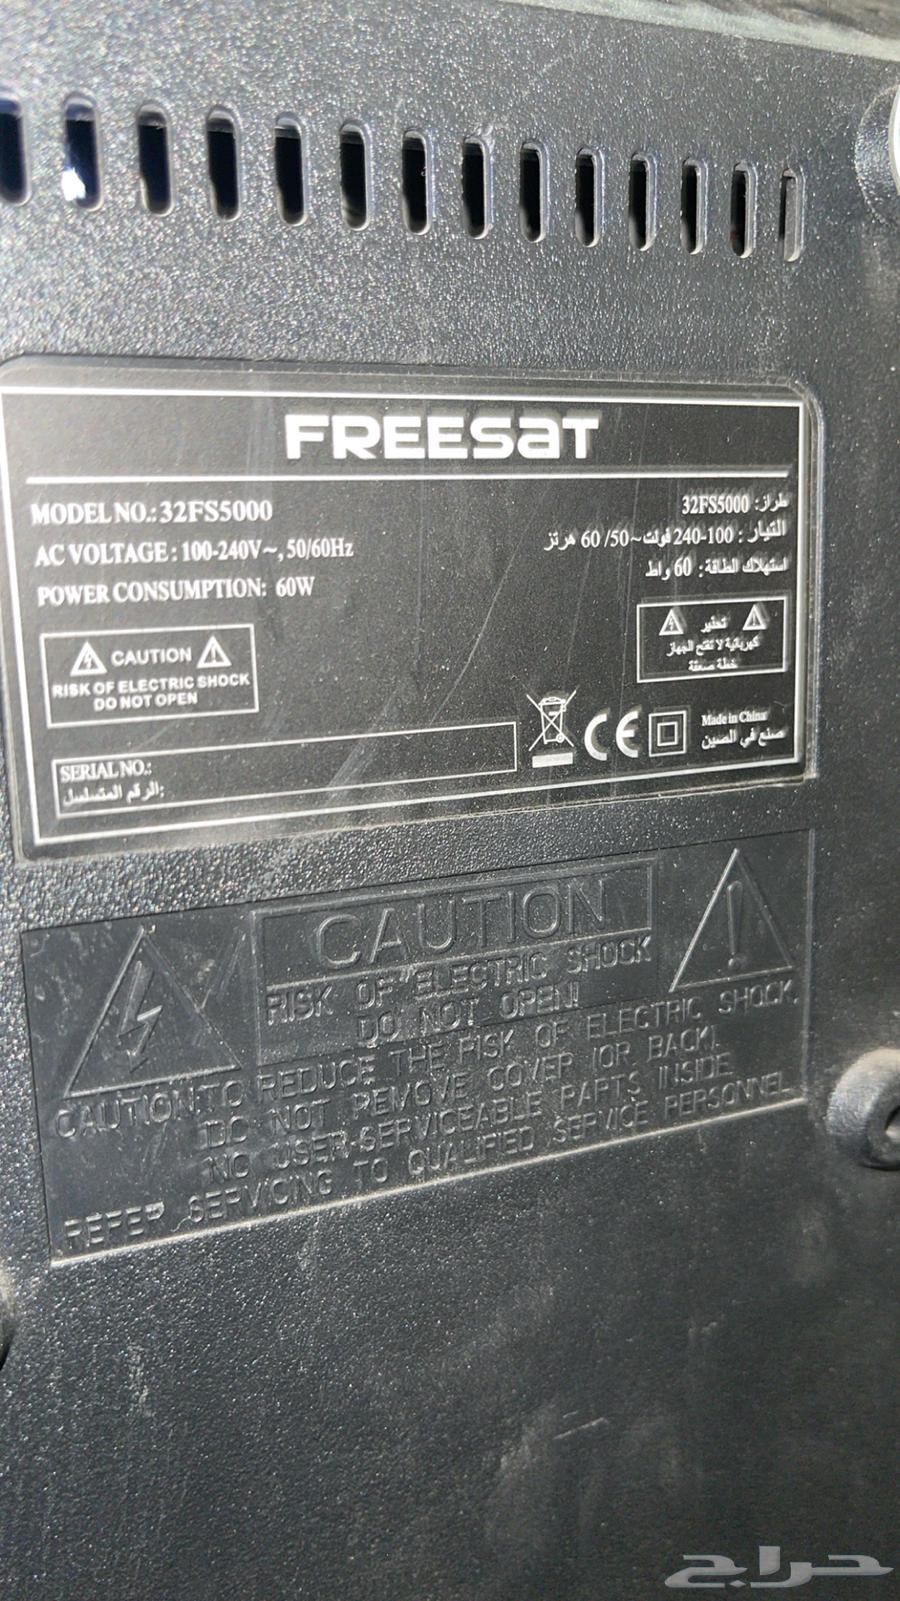 FREESAT
MODEL NO.: 32FS5000
AC VOLTAGE : 100-240V~, 50/60Hz
POWER CONSUMPTION: 60W
طراز: 32FS5000
التيار : 100-240 فولت~50/ 60 هرتز
استهلاك الطاقة: 60 واط
CAUTION
RISK OF ELECTRIC SHOCK
DO NOT OPEN
تحذير
كهربائية لا تفتح الجهاز
خطة صعقة
Made in China
صنع في الصين
SERIAL NO.:
الرقم المتسلسل:
CAUTION
RISK OF ELECTRIC SHOCK
DO NOT OPEN!
CAUTION:TO REDUCE THE RISK OF ELECTRIC SHOCK,
DO NOT REMOVE COVER (OR BACK).
NO USER-SERVICEABLE PARTS INSIDE.
REFER SERVICING TO QUALIFIED SERVICE PERSONNEL
حراج